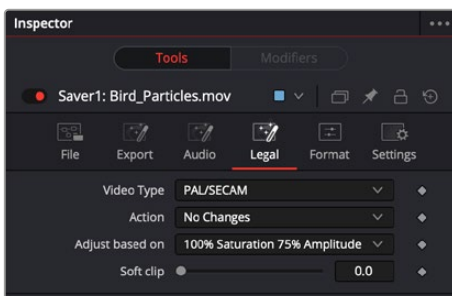 Inspector
Tools Modifiers
Saver1: Bird_Particles.mov
File Export Audio Legal Format Settings
Video Type PAL/SECAM
Action No Changes
Adjust based on 100% Saturation 75% Amplitude
Soft clip 0.0